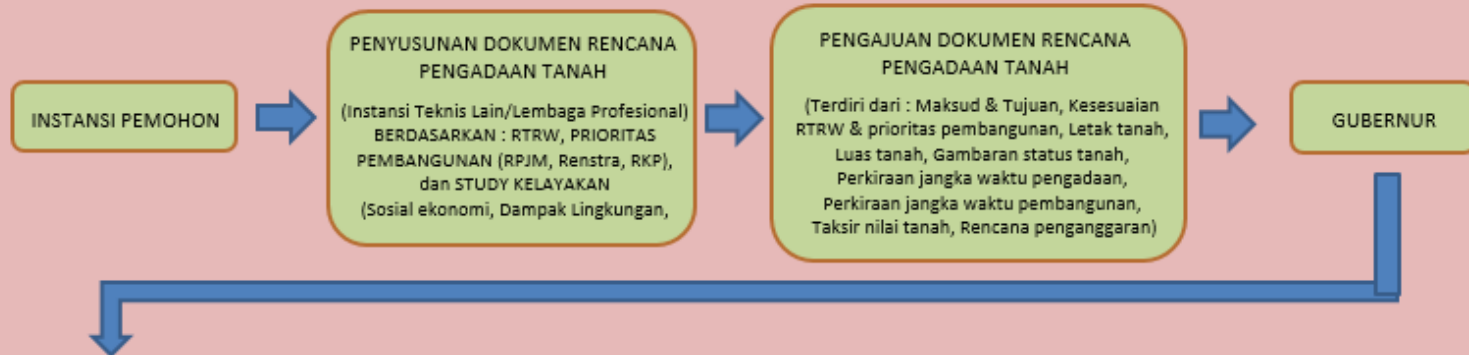 INSTANSI PEMOHON
PENYUSUNAN DOKUMEN RENCANA
PENGADAAN TANAH
(Instansi Teknis Lain/Lembaga Profesional)
BERDASARKAN : RTRW, PRIORITAS
PEMBANGUNAN (RPJM, Renstra, RKP),
dan STUDY KELAYAKAN
(Sosial ekonomi, Dampak Lingkungan,
PENGAJUAN DOKUMEN RENCANA
PENGADAAN TANAH
(Terdiri dari : Maksud & Tujuan, Kesesuaian
RTRW & prioritas pembangunan, Letak tanah,
Luas tanah, Gambaran status tanah,
Perkiraan jangka waktu pengadaan,
Perkiraan jangka waktu pembangunan,
Taksir nilai tanah, Rencana penganggaran)
GUBERNUR